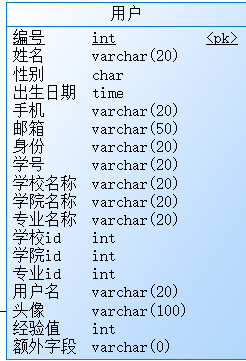 用户
编号 int <pk>
姓名 varchar(20)
性别 char
出生日期 time
手机 varchar(20)
邮箱 varchar(50)
身份 varchar(20)
学号 varchar(20)
学校名称 varchar(20)
学院名称 varchar(20)
专业名称 varchar(20)
学校id int
学院id int
专业id int
用户名 varchar(20)
头像 varchar(100)
经验值 int
额外字段 varchar(0)